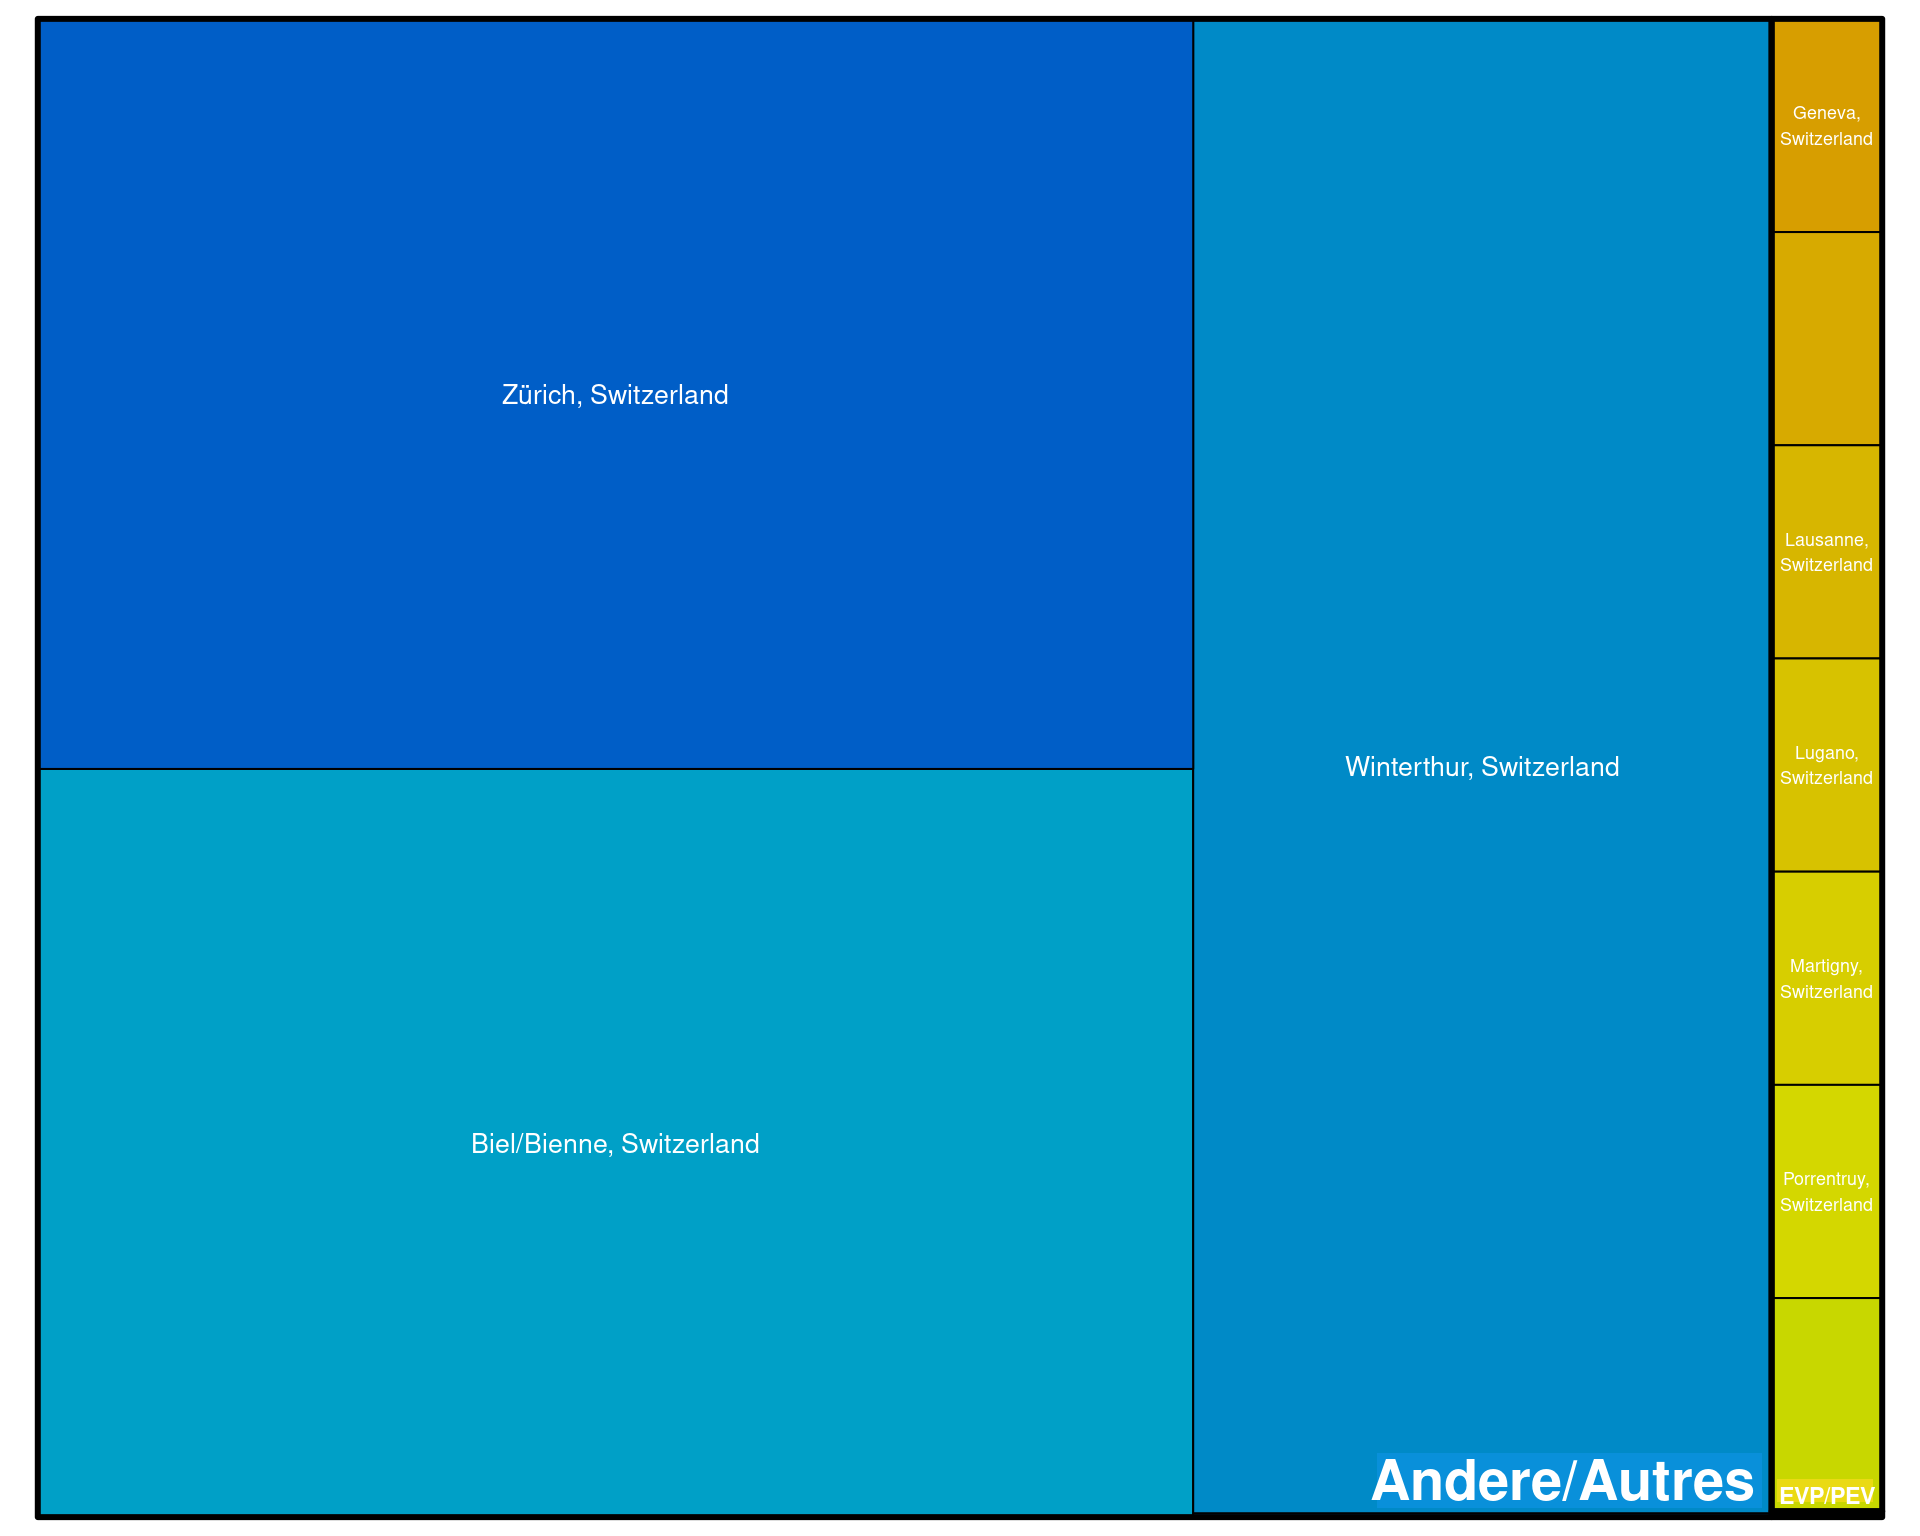 Zürich, Switzerland
Biel/Bienne, Switzerland
Winterthur, Switzerland
Andere/Autres
Geneva,
Switzerland
Lausanne,
Switzerland
Lugano,
Switzerland
Martigny,
Switzerland
Porrentruy,
Switzerland
EVP/PEV